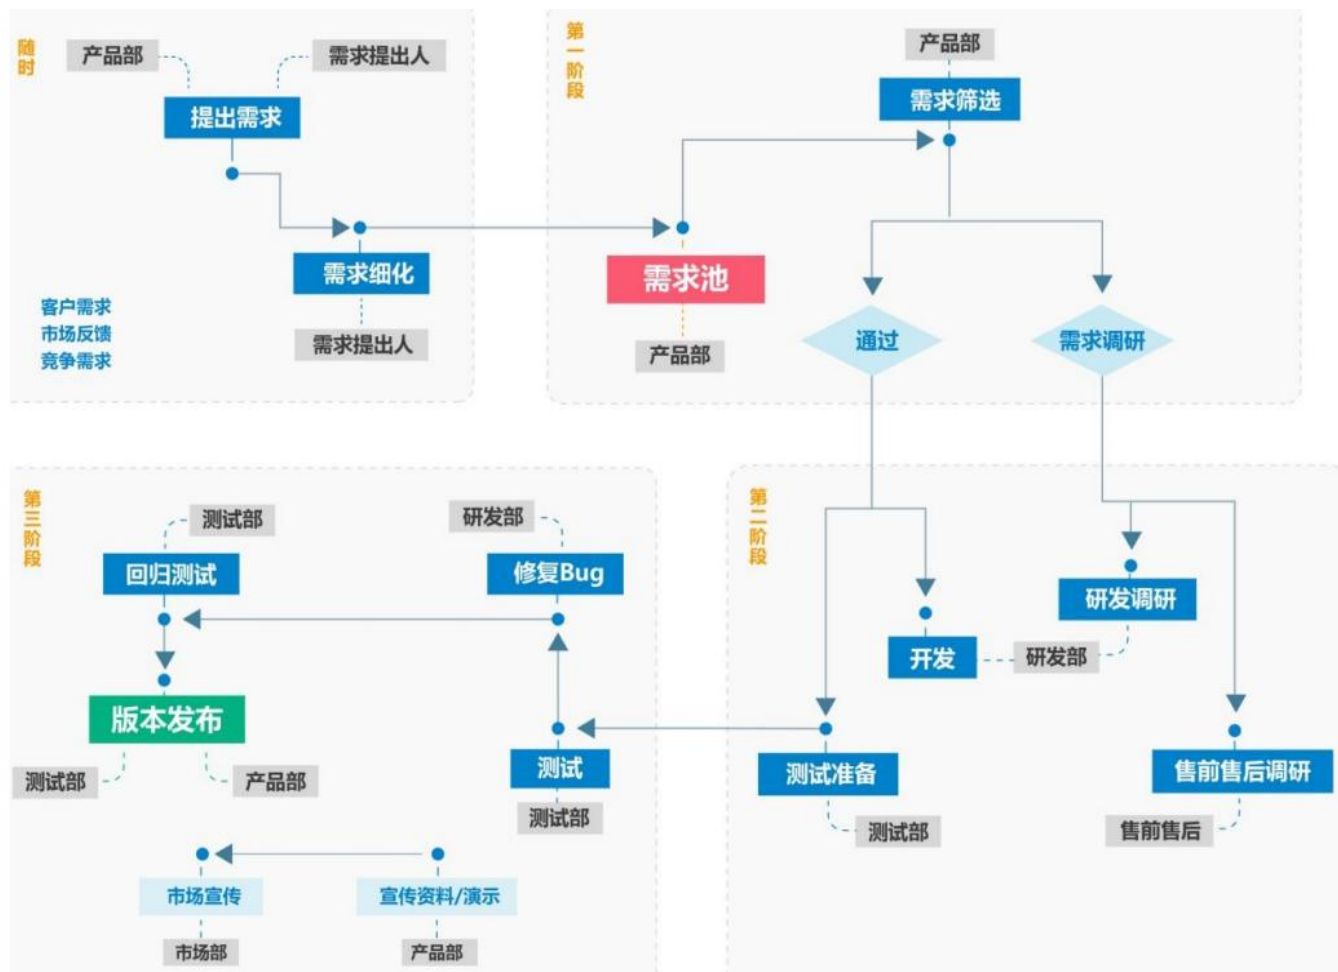 随时
产品部
需求提出人
提出需求
需求细化
需求提出人
客户需求
市场反馈
竞争需求
第一阶段
产品部
需求筛选
需求池
产品部
通过
需求调研
第二阶段
研发调研
开发
研发部
测试准备
测试部
售前售后调研
售前售后
第三阶段
测试部
回归测试
研发部
修复Bug
版本发布
测试部
产品部
测试
测试部
市场宣传
宣传资料/演示
市场部
产品部